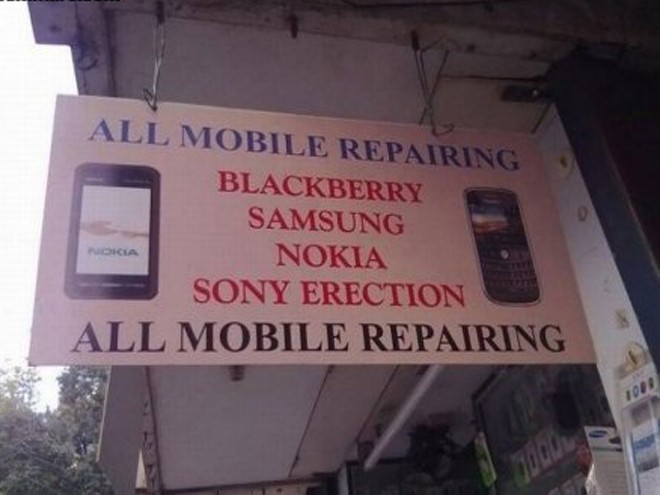 ALL MOBILE REPAIRING
BLACKBERRY
SAMSUNG
NOKIA
SONY ERECTION
NOKIA
ALL MOBILE REPAIRING